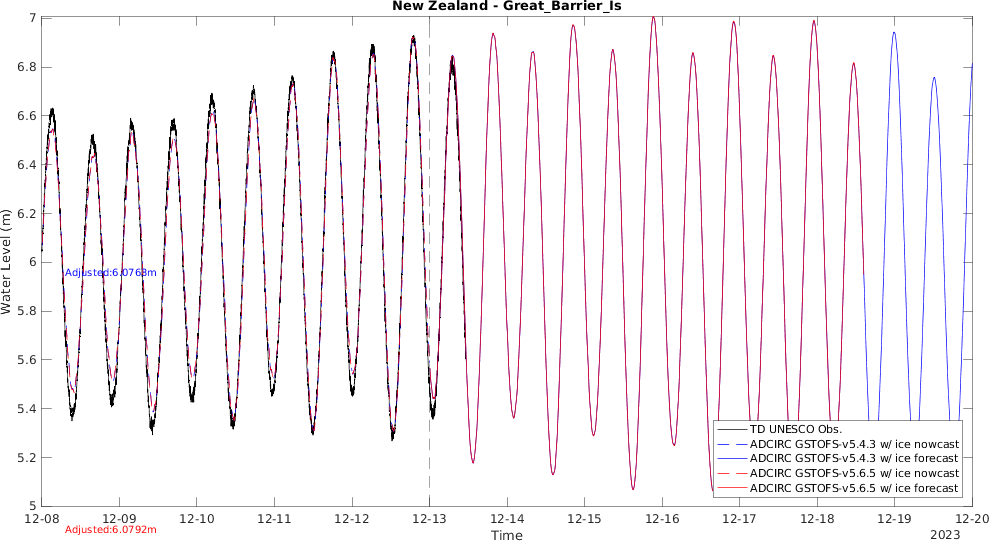 New Zealand - Great_Barrier_Is
7
6.8
6.6
6.4
6.2
6
5.8
5.6
5.4
5.2
5
Water Level (m)
Adjusted:6.0763m
Adjusted:6.0792m
TD UNESCO Obs.
ADCIRC GSTOFS-v5.4.3 w/ ice nowcast
ADCIRC GSTOFS-v5.4.3 w/ ice forecast
ADCIRC GSTOFS-v5.6.5 w/ ice nowcast
ADCIRC GSTOFS-v5.6.5 w/ ice forecast
12-08 12-09 12-10 12-11 12-12 12-13 12-14 12-15 12-16 12-17 12-18 12-19 12-20
Time
2023